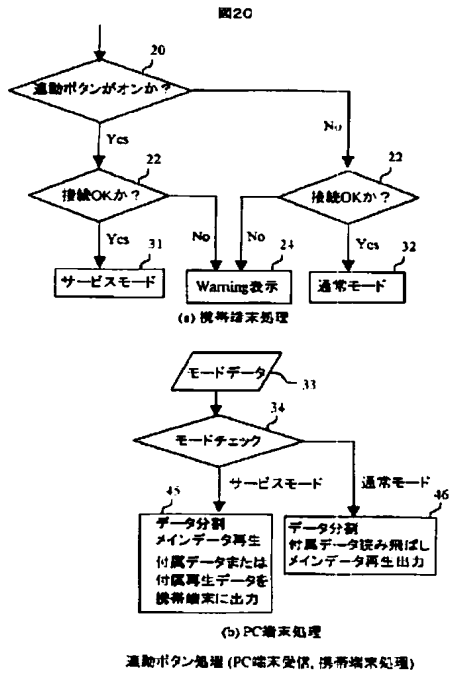 図20
20
連動ボタンがオンか？
Yes
No
22
接続OKか？
22
接続OKか？
Yes
No
No
Yes
31
サービスモード
24
Warning表示
32
通常モード
(a) 携帯端末処理
モードデータ
33
34
モードチェック
サービスモード
通常モード
45
データ分割
メインデータ再生
付属データまたは
付属再生データを
携帯端末に出力
46
データ分割
付属データ読み飛ばし
メインデータ再生出力
(b) PC端末処理
連動ボタン処理 (PC端末受信, 携帯端末処理)